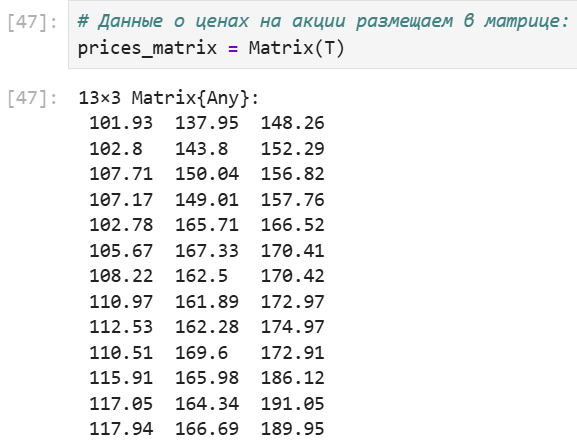 [47]: # Данные о ценах на акции размещаем в матрице:
prices_matrix = Matrix(T)
[47]: 13×3 Matrix{Any}:
101.93 137.95 148.26
102.8 143.8 152.29
107.71 150.04 156.82
107.17 149.01 157.76
102.78 165.71 166.52
105.67 167.33 170.41
108.22 162.5 170.42
110.97 161.89 172.97
112.53 162.28 174.97
110.51 169.6 172.91
115.91 165.98 186.12
117.05 164.34 191.05
117.94 166.69 189.95